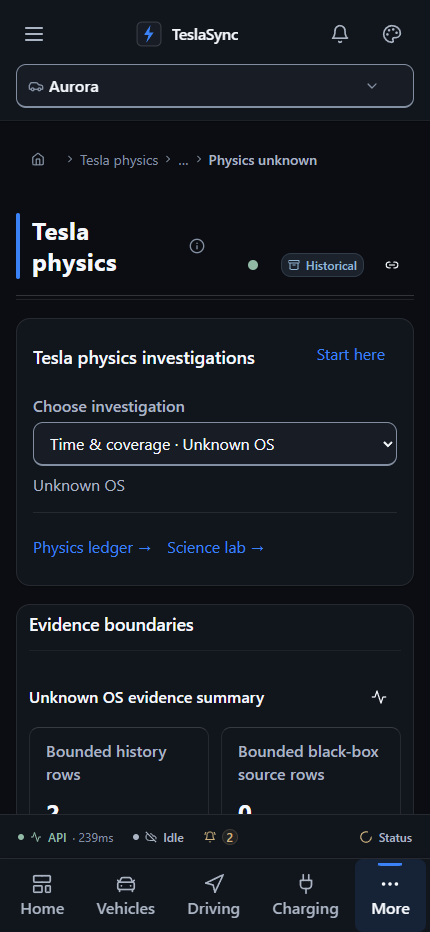 TeslaSync
Aurora
Tesla physics
...
Physics unknown
Tesla
physics
Historical
Tesla physics investigations
Start here
Choose investigation
Time & coverage · Unknown OS
Unknown OS
Physics ledger →
Science lab →
Evidence boundaries
Unknown OS evidence summary
Bounded history
rows
Bounded black-box
source rows
2
0
API · 239ms
Idle
2
Status
Home
Vehicles
Driving
Charging
More